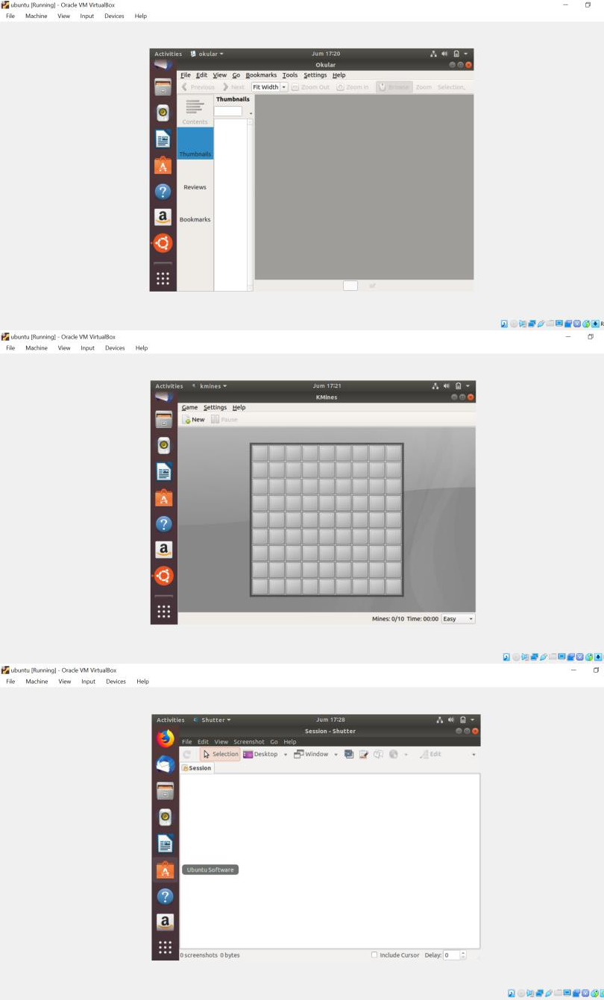 ubuntu [Running] - Oracle VM VirtualBox
File Machine View Input Devices Help
Activities okular Jum 17:20
Okular
File Edit View Go Bookmarks Tools Settings Help
Previous Next Fit Width Zoom Out Zoom In Browse Zoom Selection
Thumbnails
Contents
Thumbnails
Reviews
a
Bookmarks
of
R
ubuntu [Running] - Oracle VM VirtualBox
File Machine View Input Devices Help
Activities kmines Jum 17:21
KMines
Game Settings Help
New Pause
a
Mines: 0/10 Time: 00:00 Easy
ubuntu [Running] - Oracle VM VirtualBox
File Machine View Input Devices Help
Activities Shutter Jum 17:28
Session - Shutter
File Edit View Screenshot Go Help
Selection Desktop Window Edit
Session
Ubuntu Software
a
0 screenshots 0 bytes Include Cursor Delay: 0